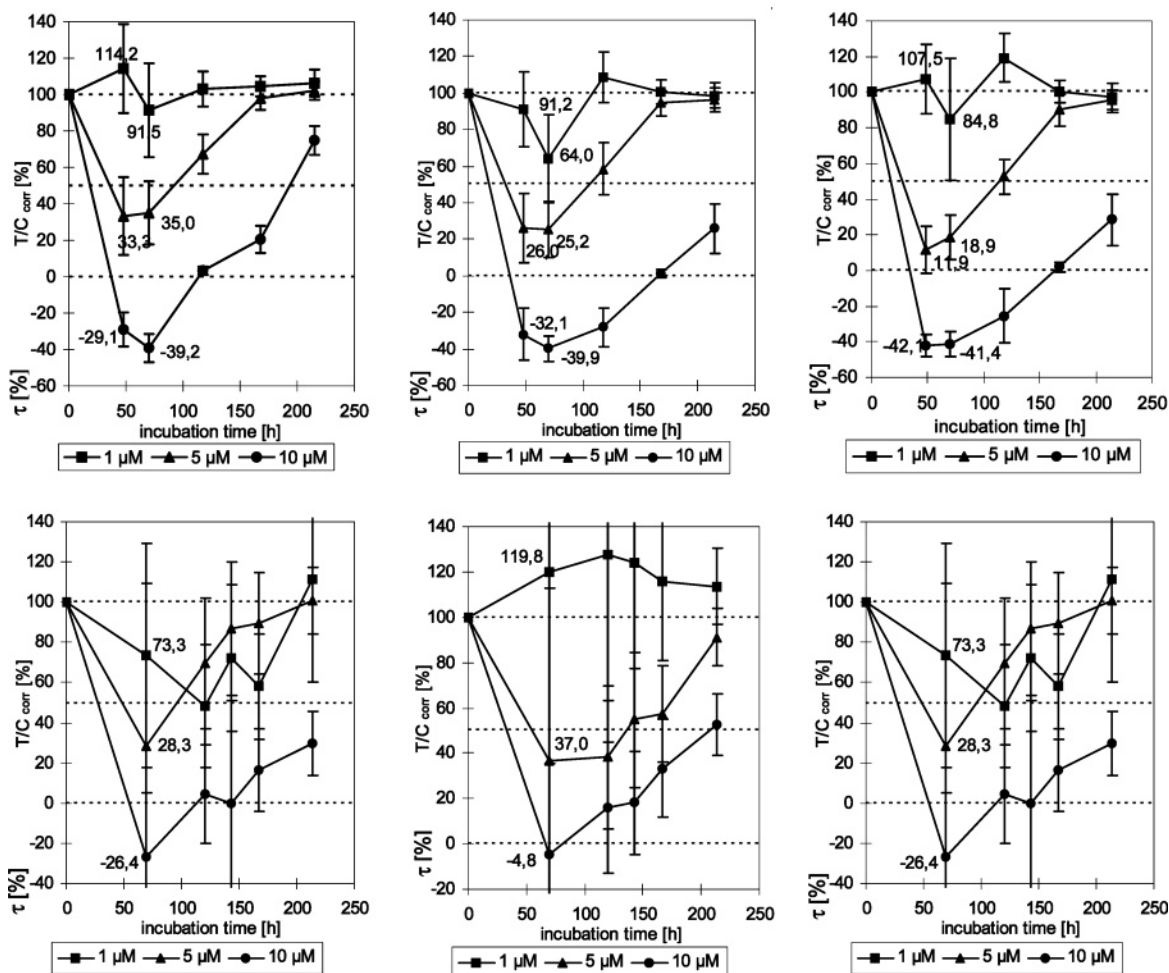 140
120
100
80
60
40
20
0
-20
-40
-60
T/C corr [%]
τ [%]
114,2
91,5
33,3
35,0
-29,1
-39,2
0 50 100 150 200 250
incubation time [h]
1 µM 5 µM 10 µM
140
120
100
80
60
40
20
0
-20
-40
-60
T/C corr [%]
τ [%]
91,2
64,0
26,0
25,2
-32,1
-39,9
0 50 100 150 200 250
incubation time [h]
1 µM 5 µM 10 µM
140
120
100
80
60
40
20
0
-20
-40
-60
T/C corr [%]
τ [%]
107,5
84,8
11,9
18,9
-42,1
-41,4
0 50 100 150 200 250
incubation time [h]
1 µM 5 µM 10 µM
140
120
100
80
60
40
20
0
-20
-40
T/C corr [%]
τ [%]
73,3
28,3
-26,4
0 50 100 150 200 250
incubation time [h]
1 µM 5 µM 10 µM
140
120
100
80
60
40
20
0
-20
T/C corr [%]
τ [%]
119,8
37,0
-4,8
0 50 100 150 200 250
incubation time [h]
1 µM 5 µM 10 µM
140
120
100
80
60
40
20
0
-20
-40
T/C corr [%]
τ [%]
73,3
28,3
-26,4
0 50 100 150 200 250
incubation time [h]
1 µM 5 µM 10 µM